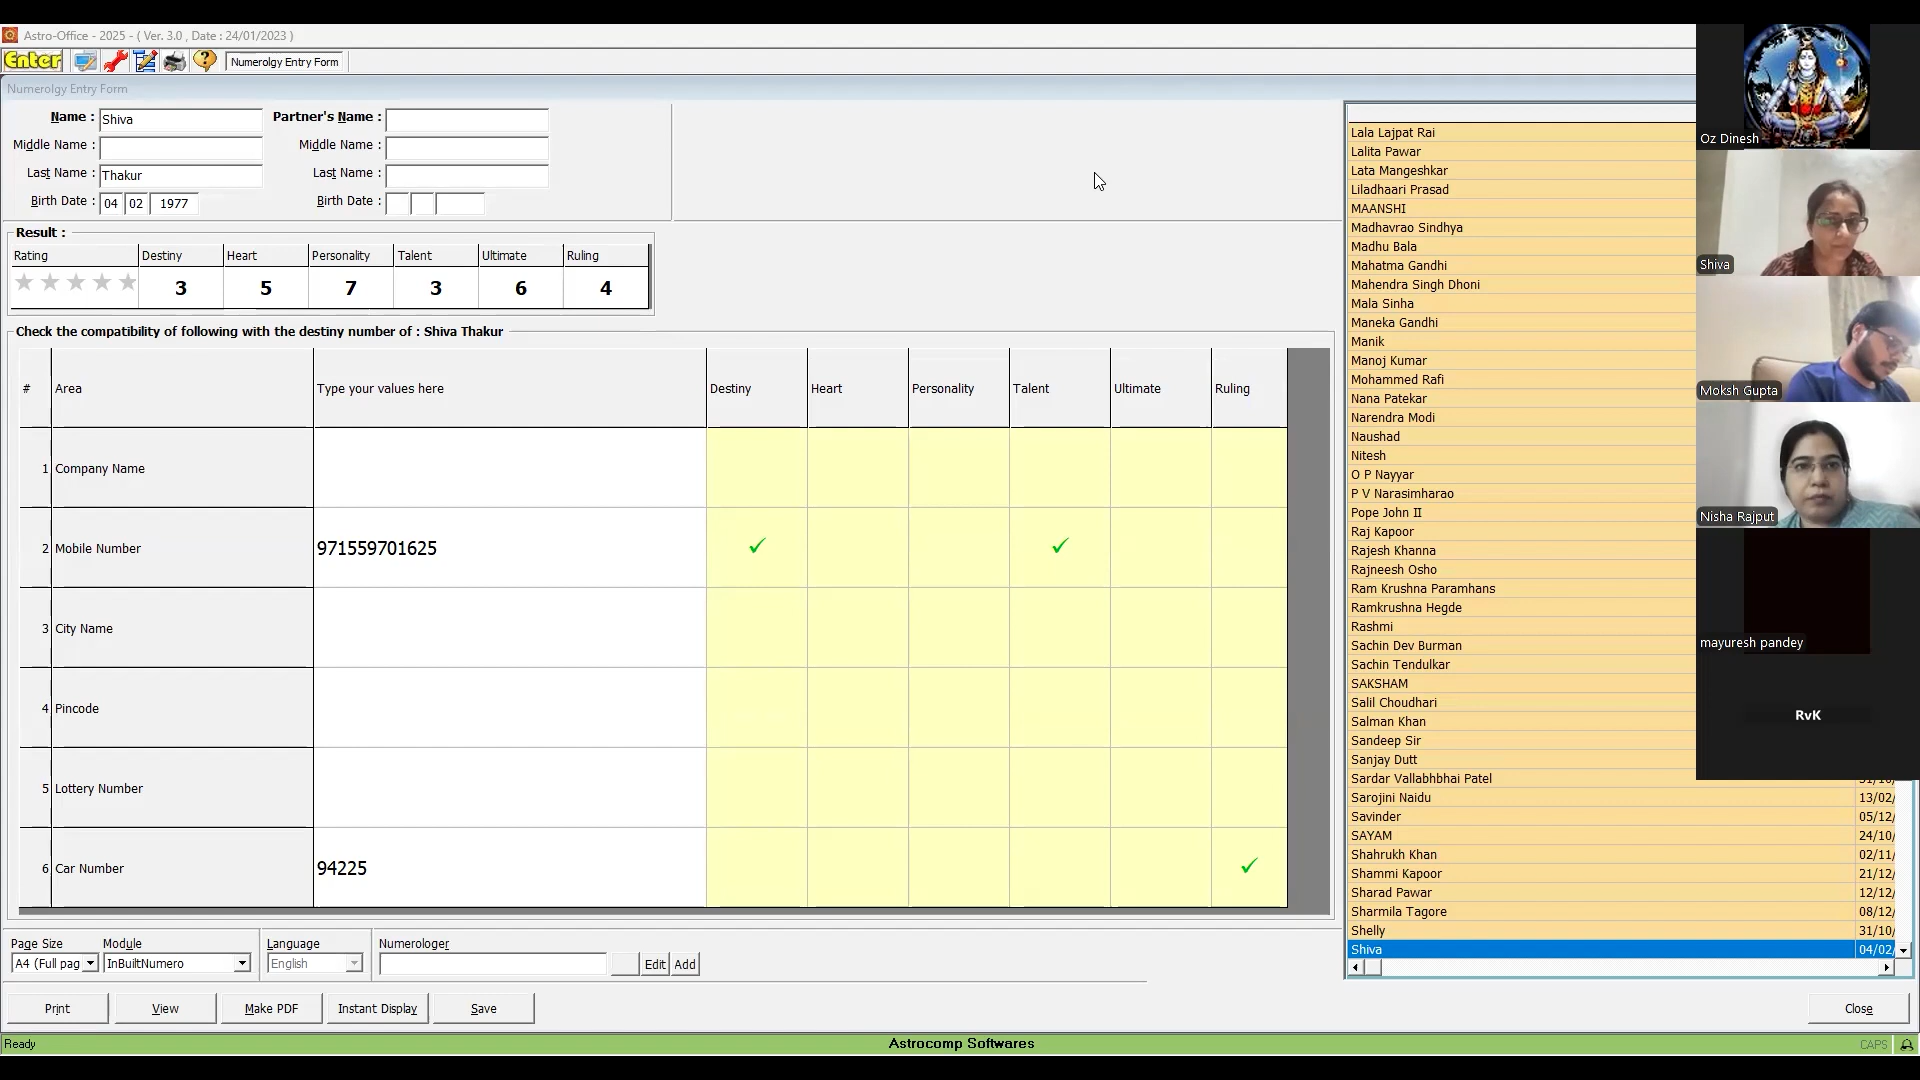 Astro-Office - 2025 - ( Ver. 3.0 , Date : 24/01/2023 )
Enter Numerolgy Entry Form
Numerolgy Entry Form
Name : Shiva Partner's Name :
Middle Name : Middle Name :
Last Name : Thakur Last Name :
Birth Date : 04 02 1977 Birth Date :
Result :
Rating Destiny Heart Personality Talent Ultimate Ruling
3 5 7 3 6 4
Check the compatibility of following with the destiny number of : Shiva Thakur
# Area Type your values here Destiny Heart Personality Talent Ultimate Ruling
1 Company Name
2 Mobile Number 971559701625 ✓ ✓
3 City Name
4 Pincode
5 Lottery Number
6 Car Number 94225 ✓
Page Size Module Language Numerologer
A4 (Full pag InBuiltNumero English Edit Add
Print View Make PDF Instant Display Save Close
Ready Astrocomp Softwares CAPS
Lala Lajpat Rai
Lalita Pawar
Lata Mangeshkar
Liladhaari Prasad
MAANSHI
Madhavrao Sindhya
Madhu Bala
Mahatma Gandhi
Mahendra Singh Dhoni
Mala Sinha
Maneka Gandhi
Manik
Manoj Kumar
Mohammed Rafi
Nana Patekar
Narendra Modi
Naushad
Nitesh
O P Nayyar
P V Narasimharao
Pope John II
Raj Kapoor
Rajesh Khanna
Rajneesh Osho
Ram Krushna Paramhans
Ramkrushna Hegde
Rashmi
Sachin Dev Burman
Sachin Tendulkar
SAKSHAM
Salil Choudhari
Salman Khan
Sandeep Sir
Sanjay Dutt
Sardar Vallabhbhai Patel
Sarojini Naidu 13/02/
Savinder 05/12/
SAYAM 24/10/
Shahrukh Khan 02/11/
Shammi Kapoor 21/12/
Sharad Pawar 12/12/
Sharmila Tagore 08/12/
Shelly 31/10/
Shiva 04/02/
Oz Dinesh
Shiva
Moksh Gupta
Nisha Rajput
mayuresh pandey
RvK